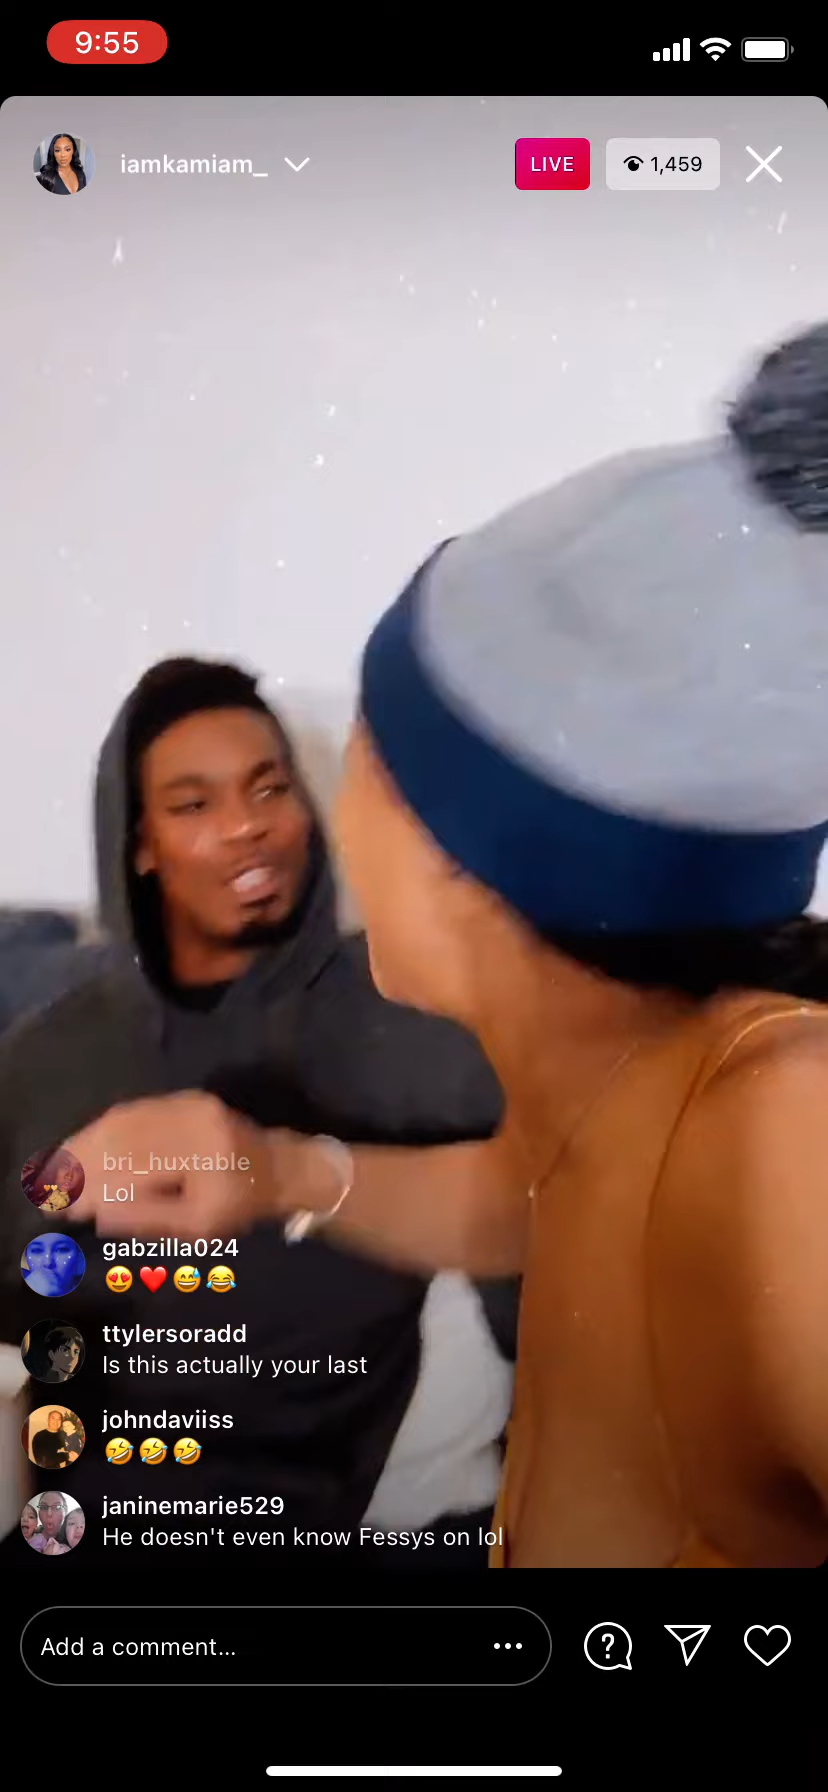 9:55
iamkamiam_
LIVE
1,459
bri_huxtable
Lol
gabzilla024
😍❤️😅😂
ttylersoradd
Is this actually your last
johndaviiss
🤣🤣🤣
janinemarie529
He doesn't even know Fessys on lol
Add a comment...